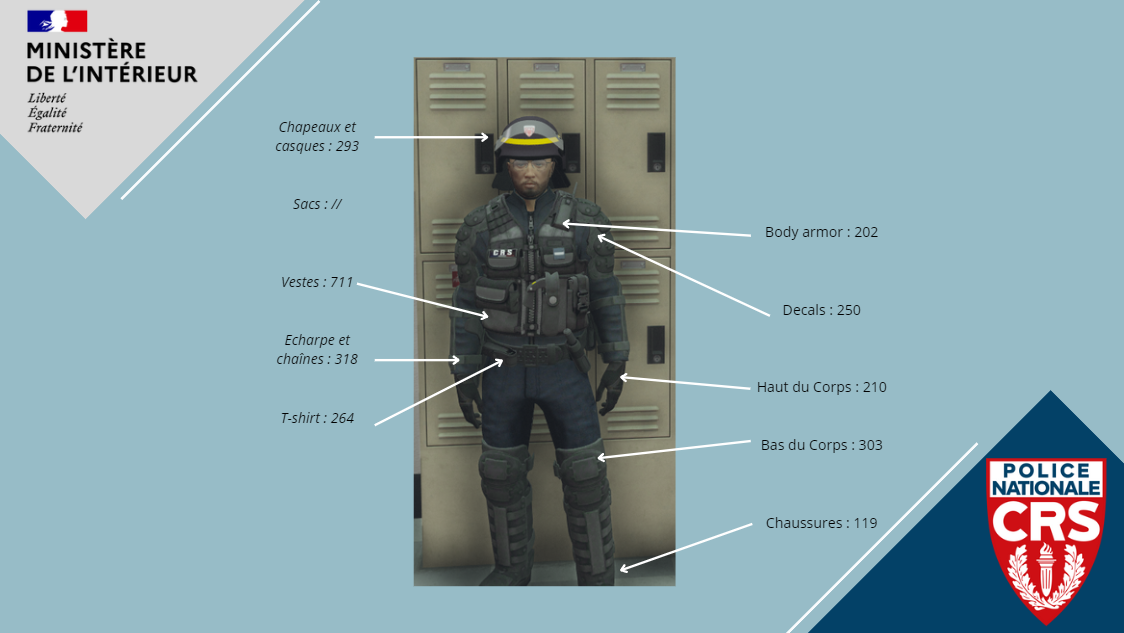 MINISTÈRE
DE L'INTÉRIEUR
Liberté
Égalité
Fraternité
Chapeaux et
casques : 293
Sacs : //
Vestes : 711
Echarpe et
chaînes : 318
T-shirt : 264
CRS
Body armor : 202
Decals : 250
Haut du Corps : 210
Bas du Corps : 303
Chaussures : 119
POLICE
NATIONALE
CRS